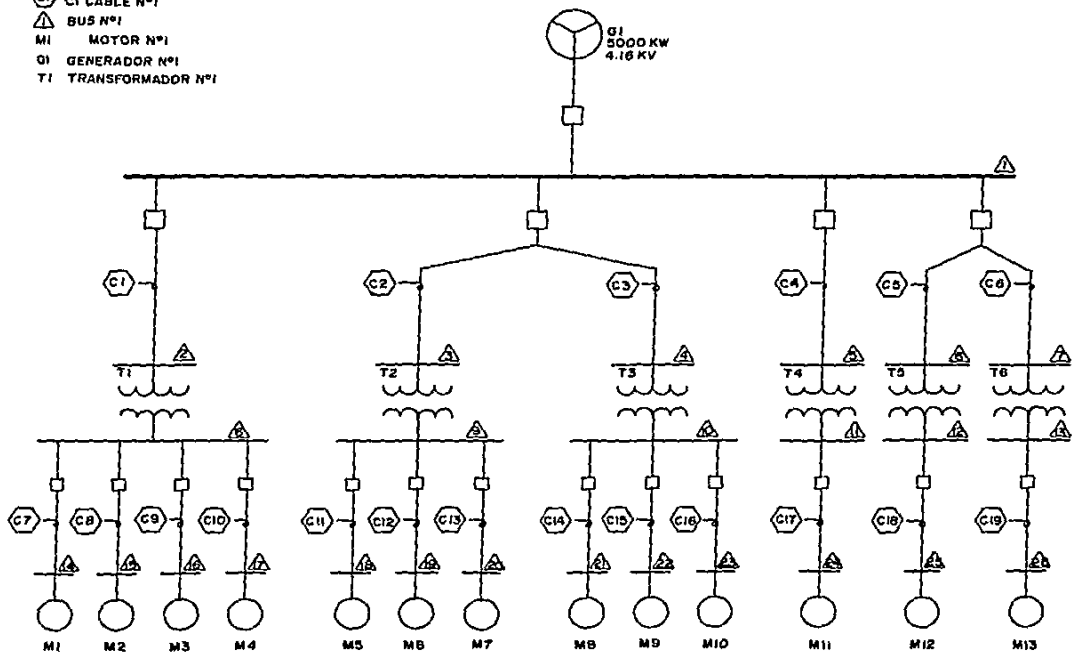 C1 CABLE Nº1
1 BUS Nº1
M1 MOTOR Nº1
G1 GENERADOR Nº1
T1 TRANSFORMADOR Nº1
G1
5000 KW
4.16 KV
1
C1
C2
C3
C4
C5
C6
2
3
4
5
6
7
T1
T2
T3
T4
T5
T6
8
9
10
11
12
13
C7
C8
C9
C10
C11
C12
C13
C14
C15
C16
C17
C18
C19
14
15
16
17
18
19
20
21
22
23
24
25
26
M1
M2
M3
M4
M5
M6
M7
M8
M9
M10
M11
M12
M13